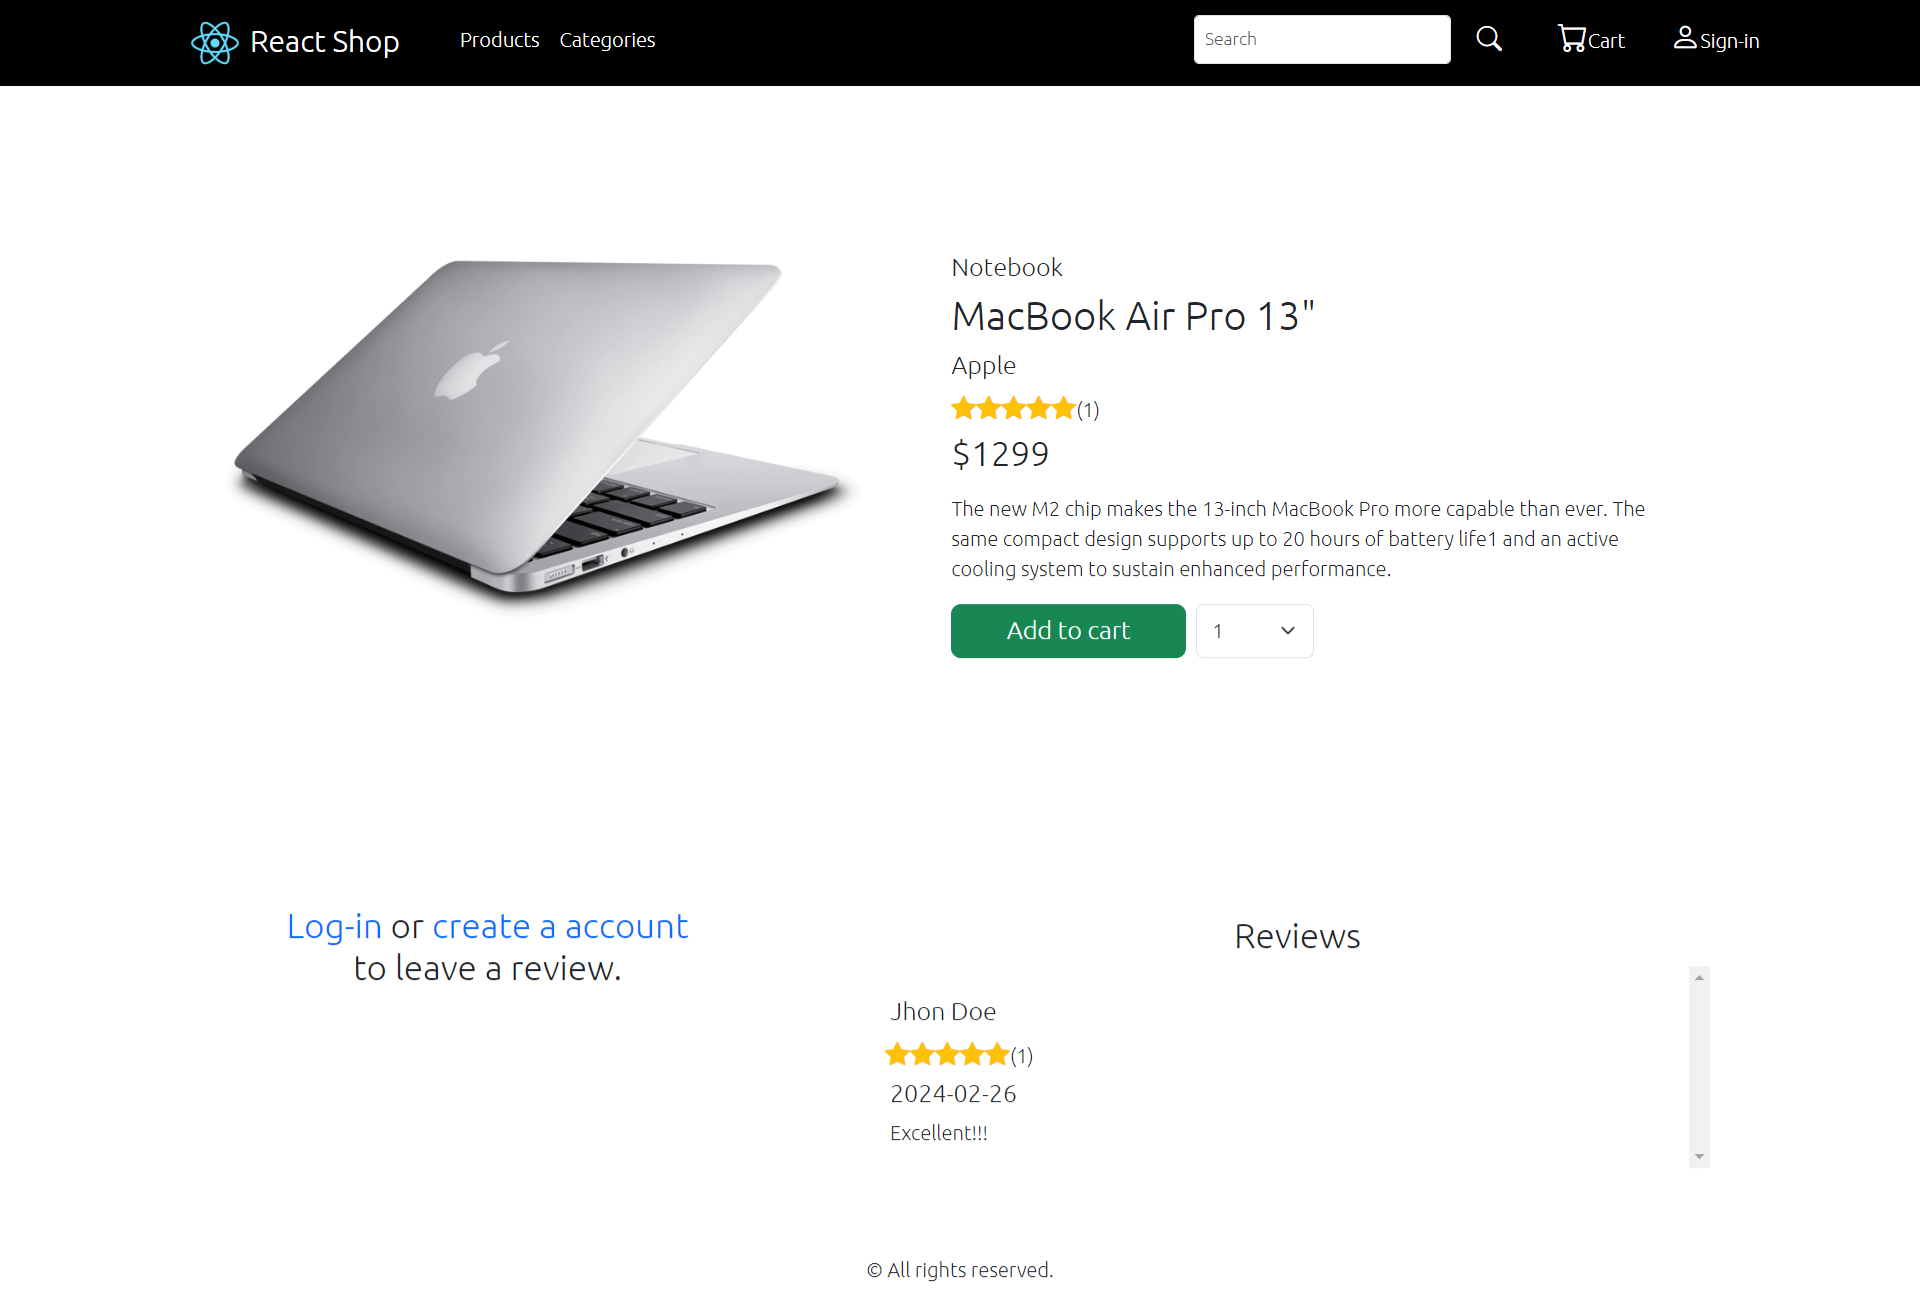 React Shop
Products Categories
Search
Cart
Sign-in
Notebook
MacBook Air Pro 13"
Apple
(1)
$1299
The new M2 chip makes the 13-inch MacBook Pro more capable than ever. The
same compact design supports up to 20 hours of battery life1 and an active
cooling system to sustain enhanced performance.
Add to cart
1
Log-in or create a account
to leave a review.
Reviews
Jhon Doe
(1)
2024-02-26
Excellent!!!
© All rights reserved.